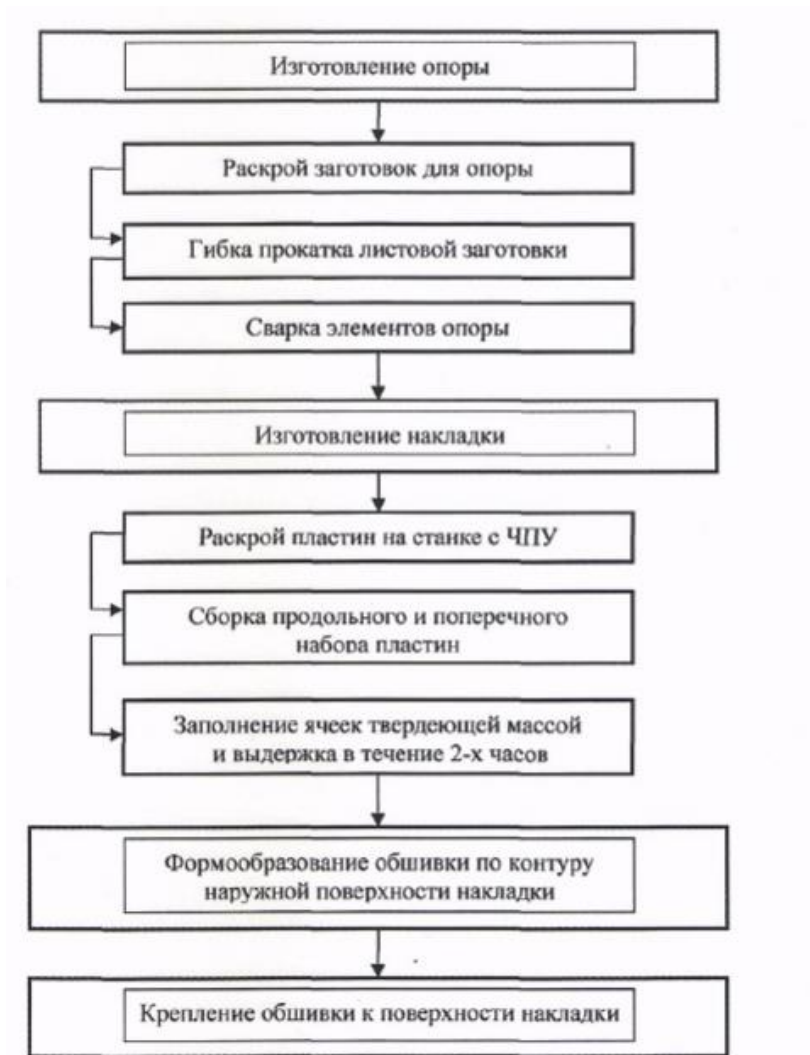 Изготовление опоры
Раскрой заготовок для опоры
Гибка прокатка листовой заготовки
Сварка элементов опоры
Изготовление накладки
Раскрой пластин на станке с ЧПУ
Сборка продольного и поперечного
набора пластин
Заполнение ячеек твердеющей массой
и выдержка в течение 2-х часов
Формообразование обшивки по контуру
наружной поверхности накладки
Крепление обшивки к поверхности накладки